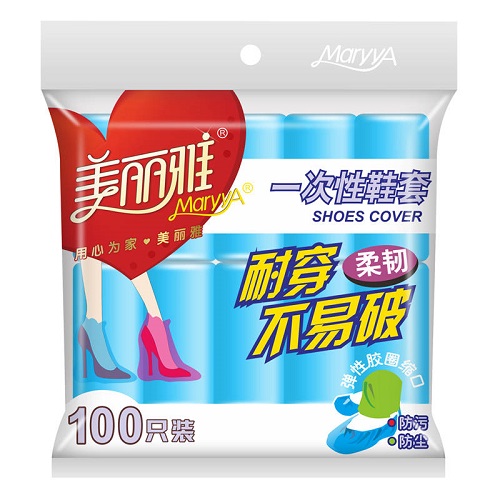 MaryyA
美丽雅®
MaryyA®
用心为家❤美丽雅
一次性鞋套
SHOES COVER
耐穿
柔韧
不易破
弹性胶圈缩口
防污
防尘
100只装